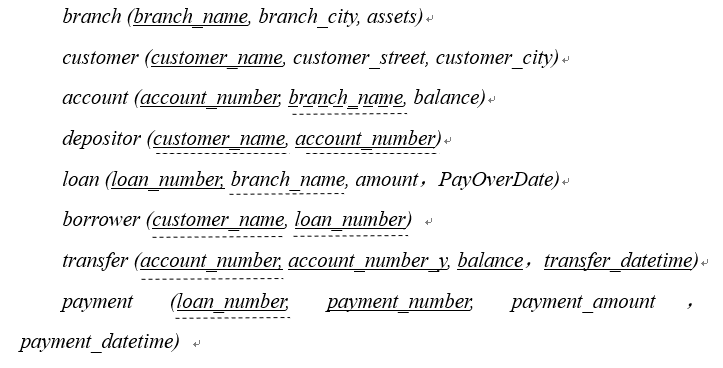 branch (branch_name, branch_city, assets)
customer (customer_name, customer_street, customer_city)
account (account_number, branch_name, balance)
depositor (customer_name, account_number)
loan (loan_number, branch_name, amount，PayOverDate)
borrower (customer_name, loan_number)
transfer (account_number, account_number_y, balance，transfer_datetime)
payment (loan_number, payment_number, payment_amount ，
payment_datetime)